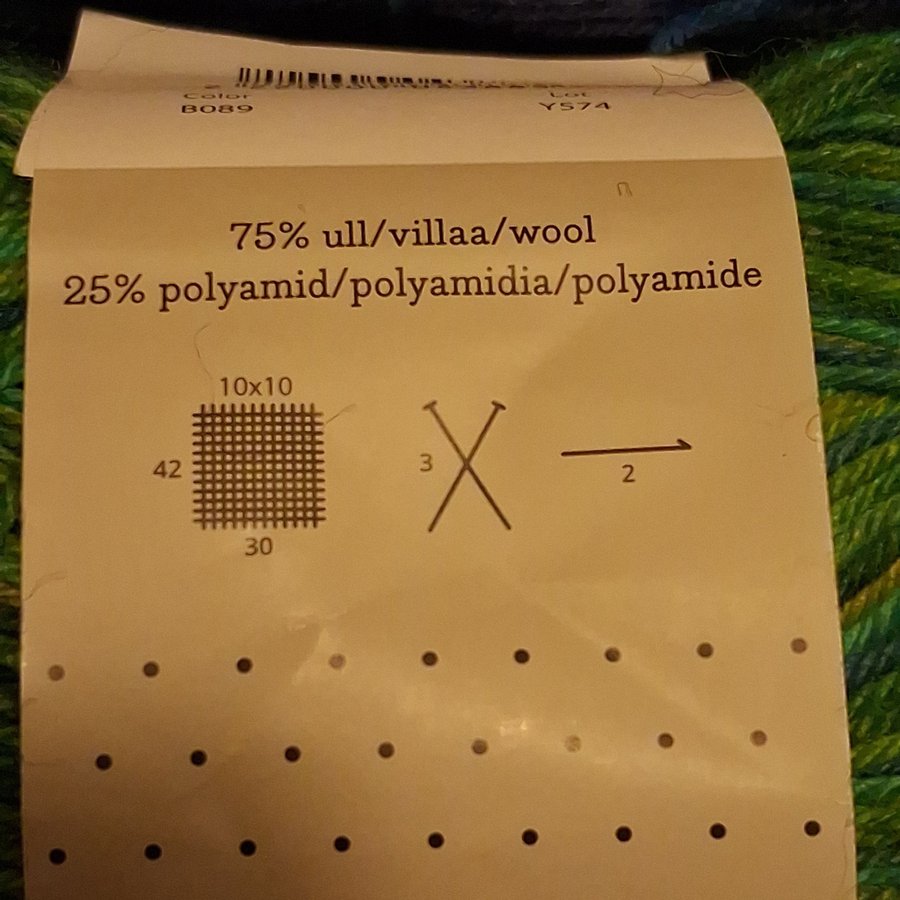 Color
B089
Lot
Y574
75% ull/villaa/wool
25% polyamid/polyamidia/polyamide
10x10
42
30
3
2